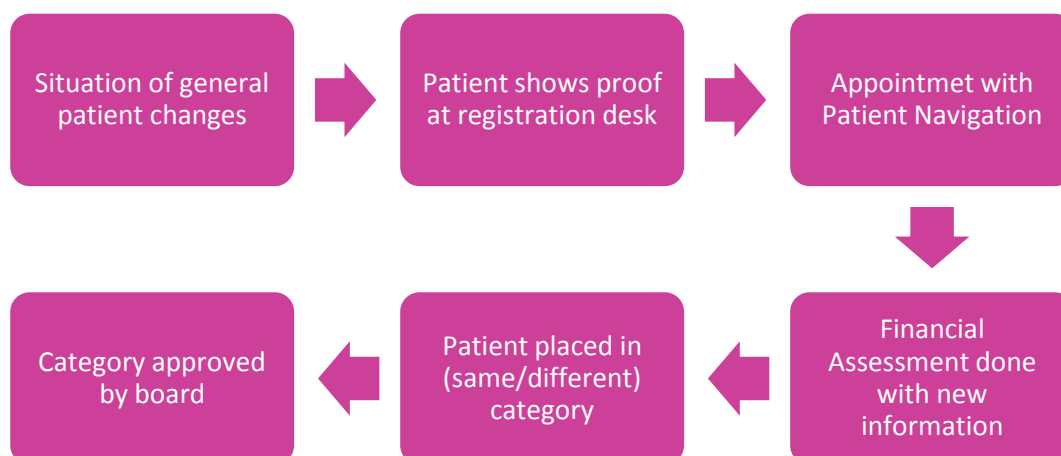 Situation of general
patient changes
Patient shows proof
at registration desk
Appointmet with
Patient Navigation
Financial
Assessment done
with new
information
Patient placed in
(same/different)
category
Category approved
by board